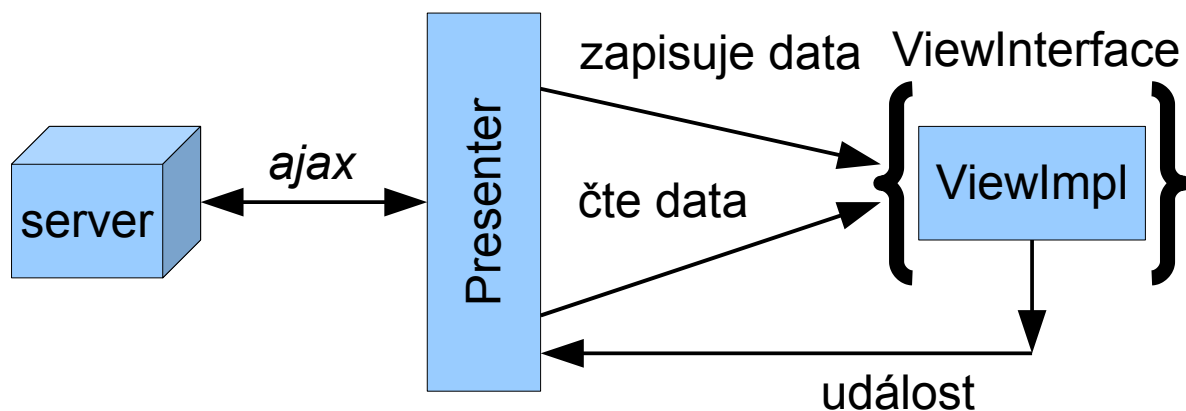 zapisuje data
ViewInterface
server
ajax
Presenter
čte data
ViewImpl
událost